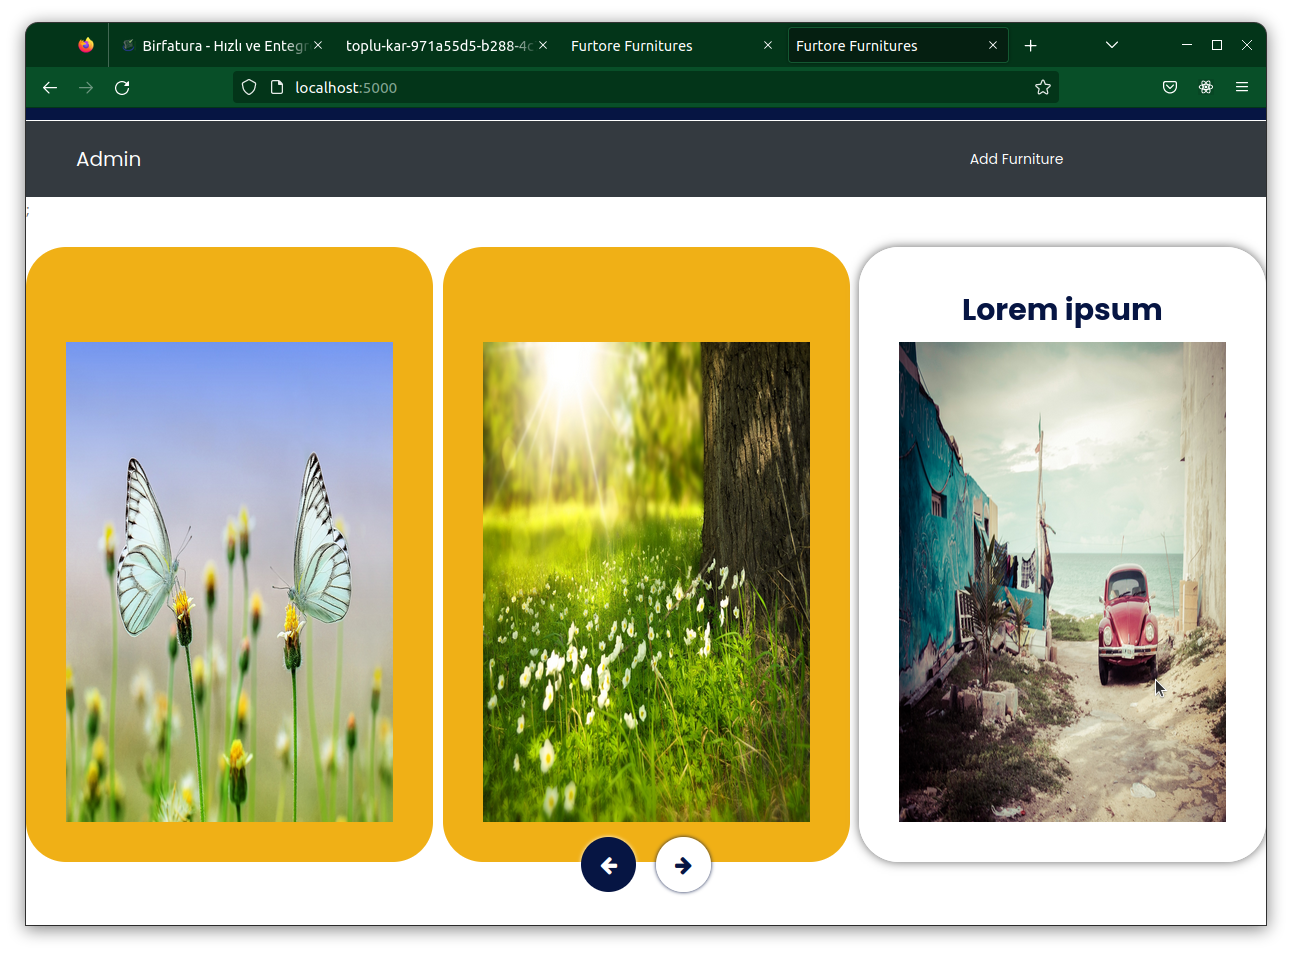 Birfatura - Hızlı ve Entegr
toplu-kar-971a55d5-b288-4c
Furtore Furnitures
Furtore Furnitures
localhost:5000
Admin
Add Furniture
;
Lorem ipsum